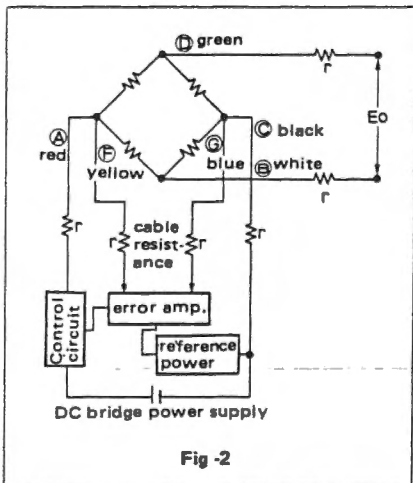 Ⓓ green
r
Ⓐ
red
Ⓕ
yellow
Ⓖ
blue
Ⓒ black
Ⓑ white
Eo
r
r
r
cable
resist-
ance
r
r
Control
circuit
error amp.
reference
power
DC bridge power supply
Fig -2